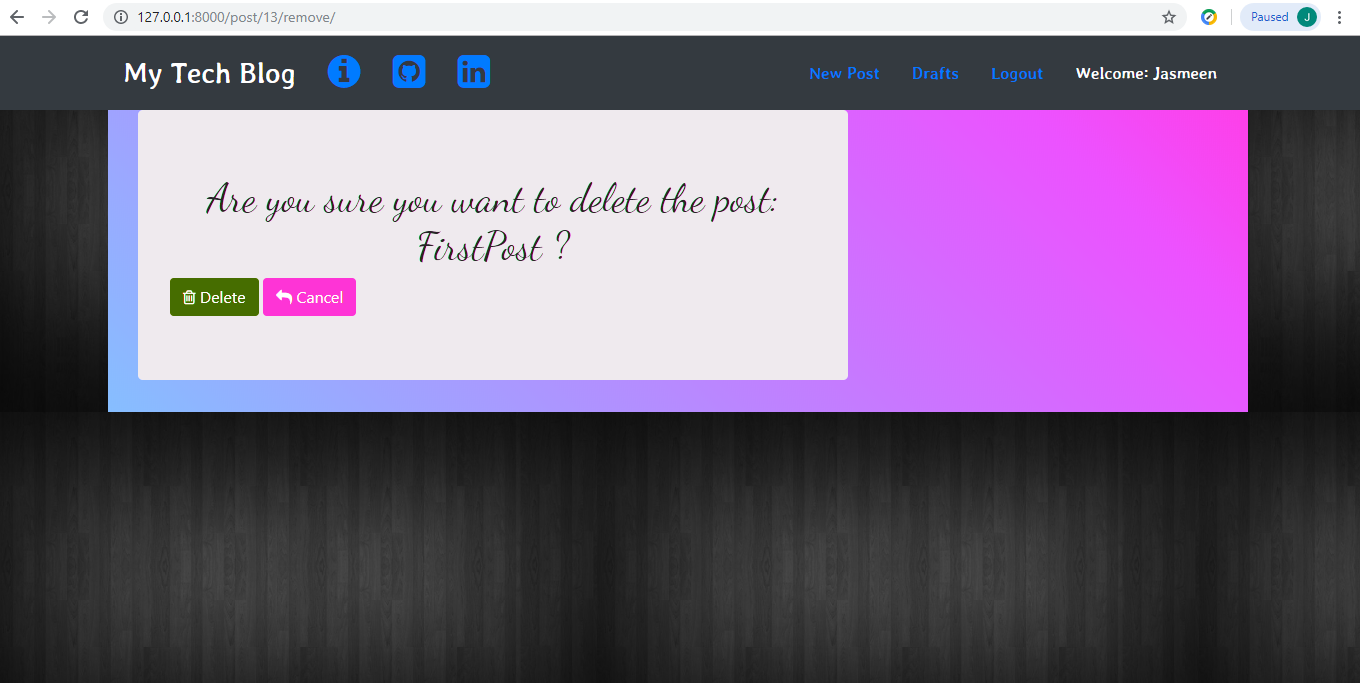 127.0.0.1:8000/post/13/remove/
Paused
J
My Tech Blog
in
New Post
Drafts
Logout
Welcome: Jasmeen
Are you sure you want to delete the post:
FirstPost ?
Delete
Cancel